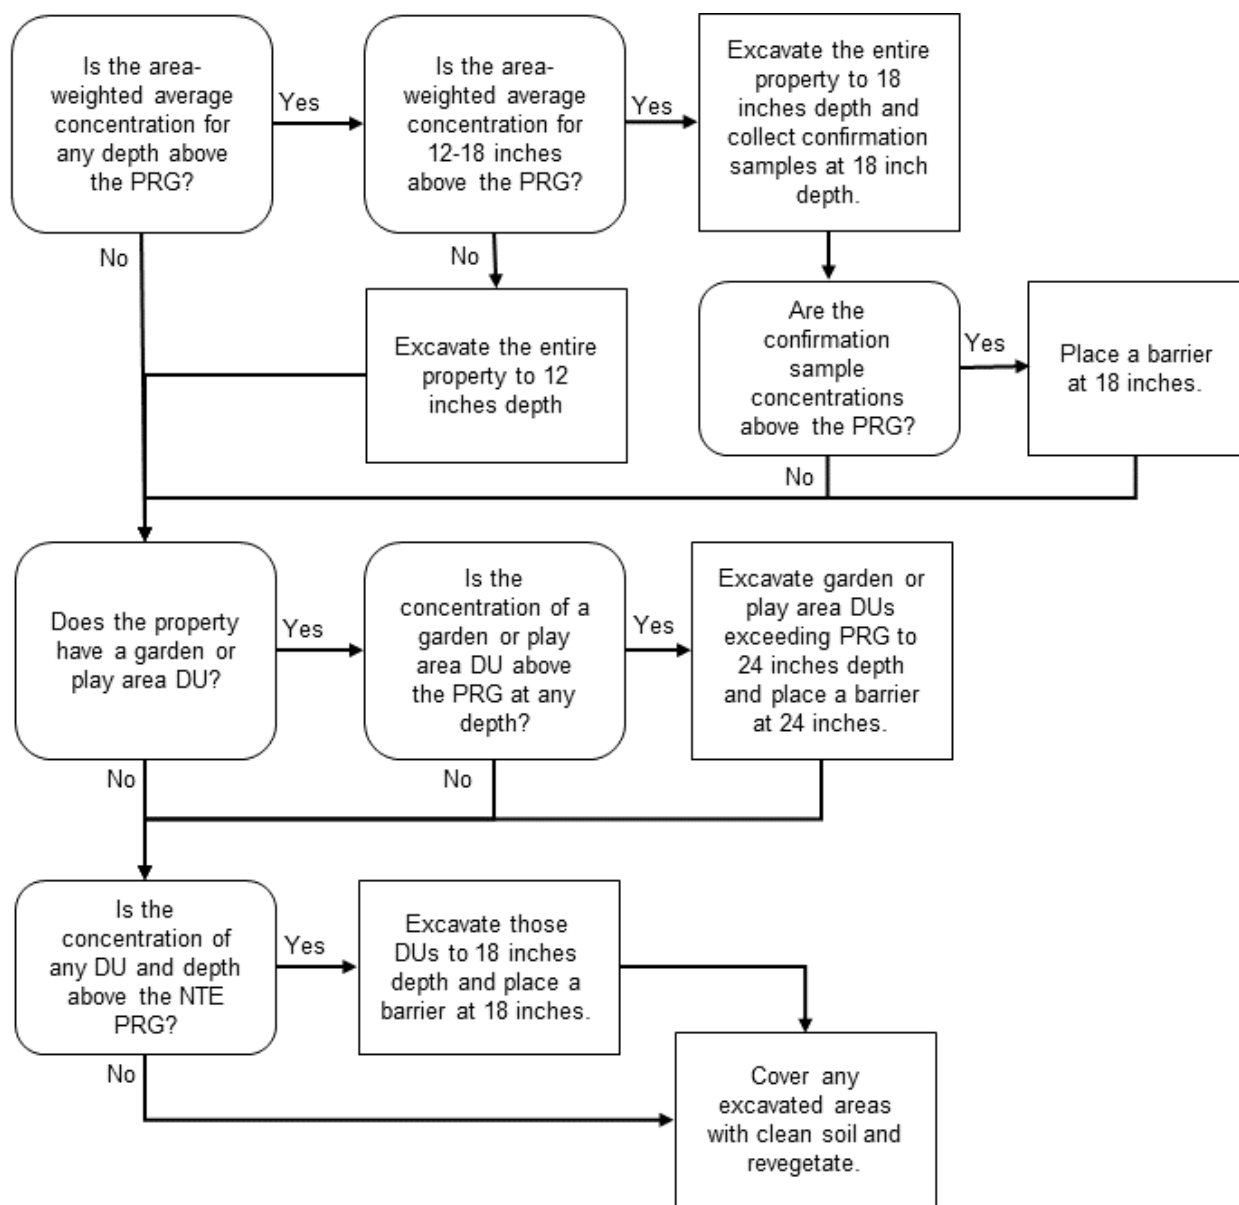 Is the area-
weighted average
concentration for
any depth above
the PRG?
Yes
No
Is the area-
weighted average
concentration for
12-18 inches
above the PRG?
Yes
No
Excavate the entire
property to 18
inches depth and
collect confirmation
samples at 18 inch
depth.
Excavate the entire
property to 12
inches depth
Are the
confirmation
sample
concentrations
above the PRG?
Yes
No
Place a barrier
at 18 inches.
Does the property
have a garden or
play area DU?
Yes
No
Is the
concentration of a
garden or play
area DU above
the PRG at any
depth?
Yes
No
Excavate garden or
play area DUs
exceeding PRG to
24 inches depth
and place a barrier
at 24 inches.
Is the
concentration of
any DU and depth
above the NTE
PRG?
Yes
No
Excavate those
DUs to 18 inches
depth and place a
barrier at 18 inches.
Cover any
excavated areas
with clean soil and
revegetate.